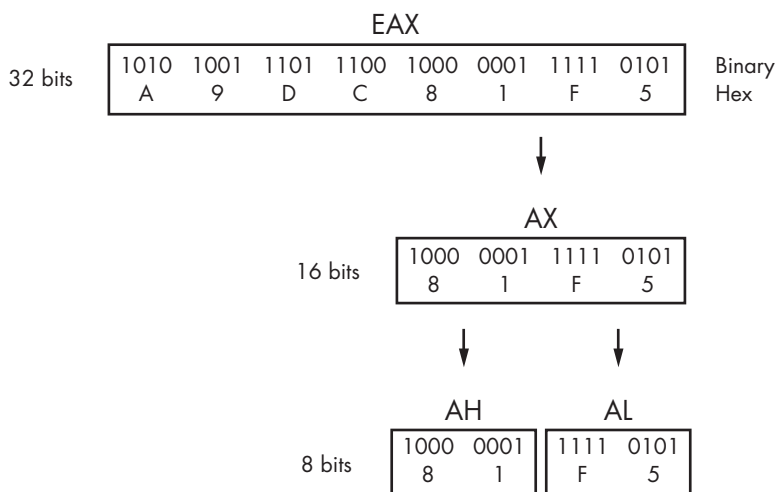 EAX
32 bits
1010 1001 1101 1100 1000 0001 1111 0101 Binary
A 9 D C 8 1 F 5 Hex
AX
16 bits
1000 0001 1111 0101
8 1 F 5
AH AL
8 bits
1000 0001 1111 0101
8 1 F 5